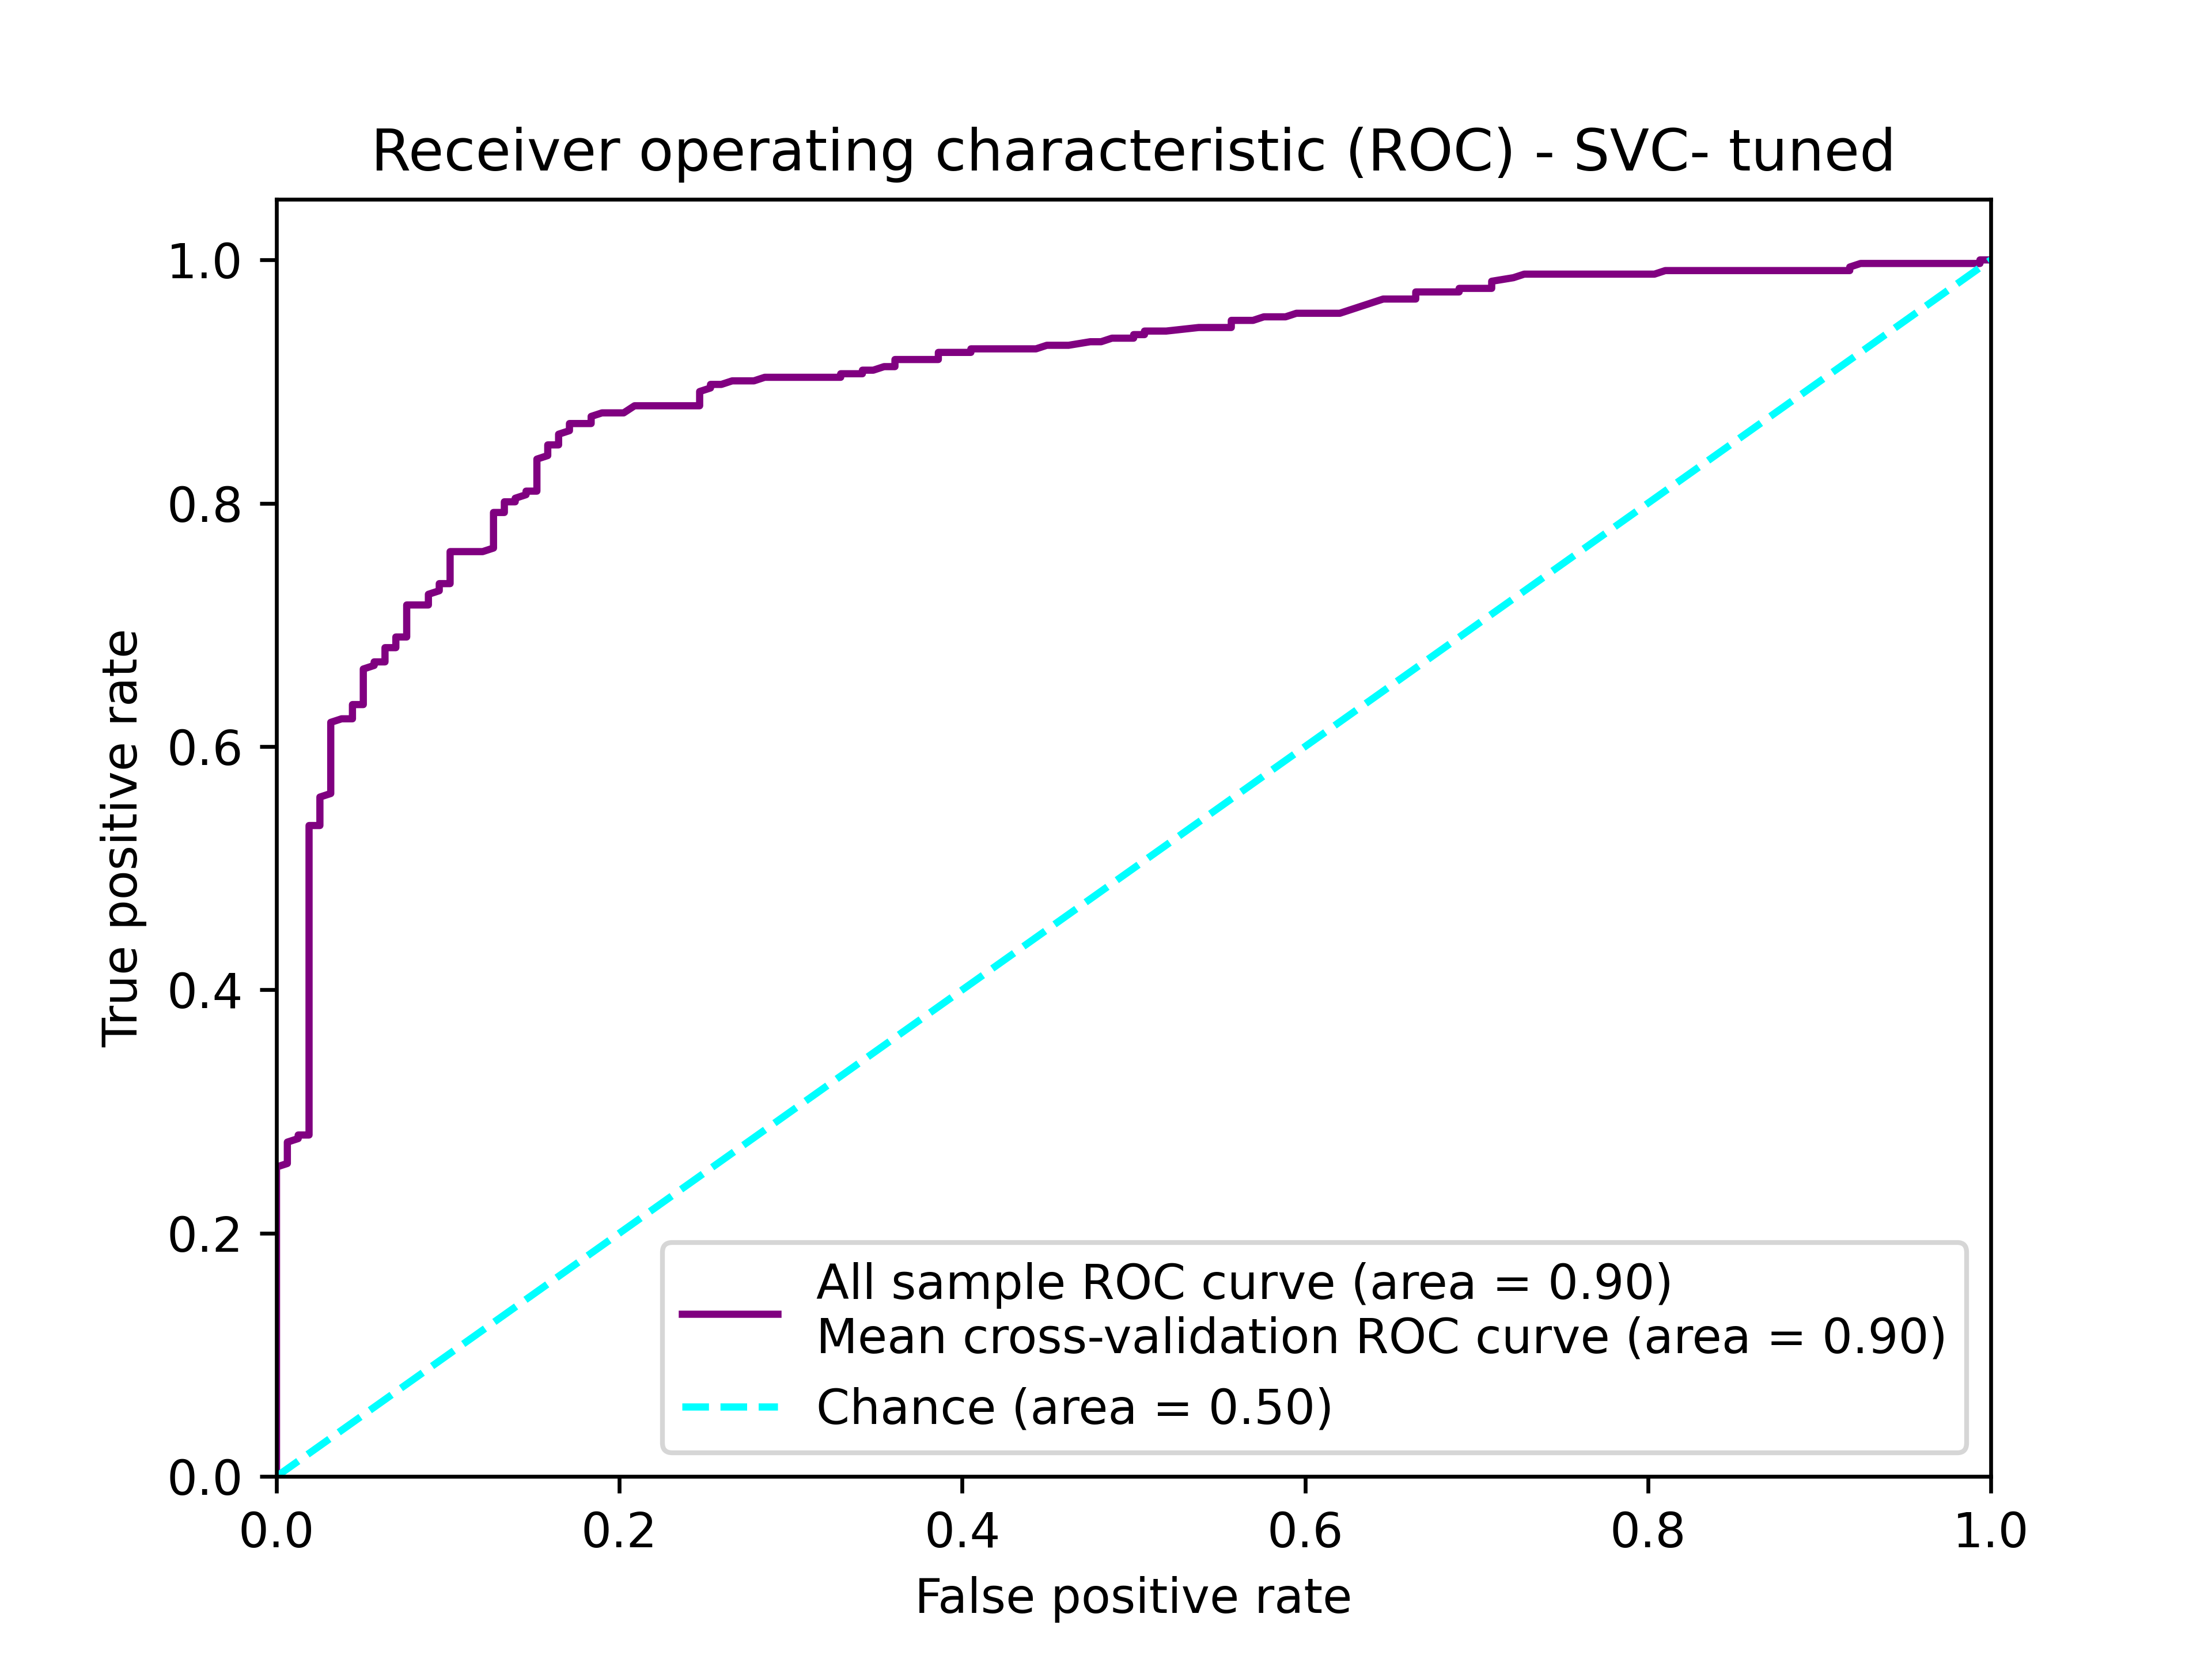 Receiver operating characteristic (ROC) - SVC- tuned
1.0
0.8
0.6
0.4
0.2
0.0
True positive rate
All sample ROC curve (area = 0.90)
Mean cross-validation ROC curve (area = 0.90)
Chance (area = 0.50)
0.0 0.2 0.4 0.6 0.8 1.0
False positive rate